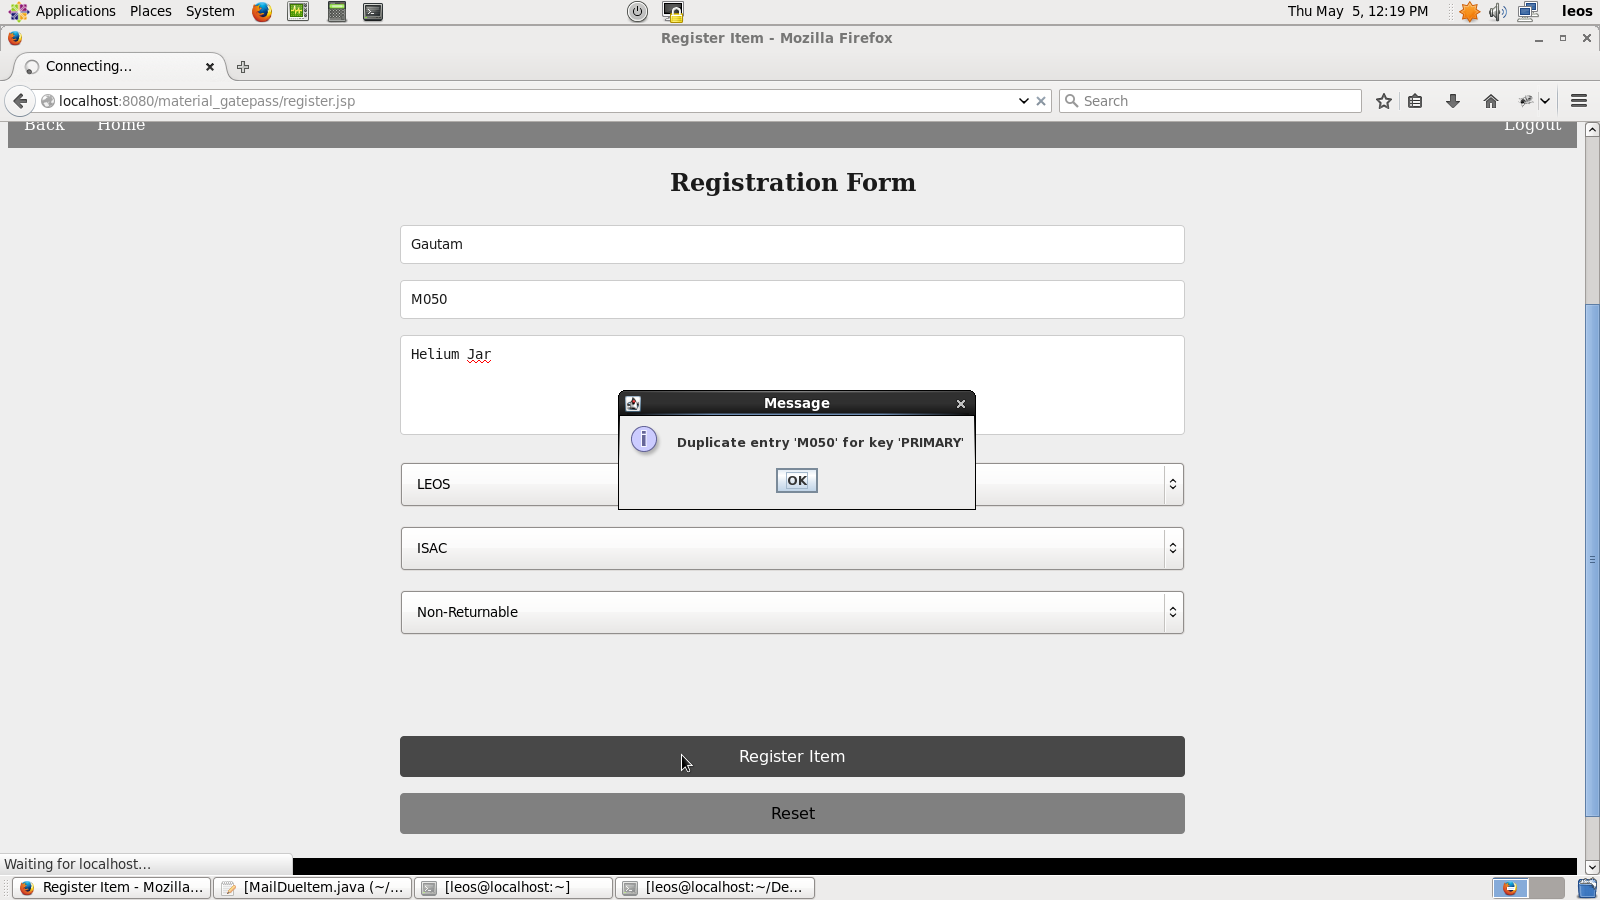 Applications Places System
Thu May 5, 12:19 PM leos
Register Item - Mozilla Firefox
Connecting...
localhost:8080/material_gatepass/register.jsp
Search
Back Home Logout
Registration Form
Gautam
M050
Helium Jar
Message
Duplicate entry 'M050' for key 'PRIMARY'
OK
LEOS
ISAC
Non-Returnable
Register Item
Reset
Waiting for localhost...
Register Item - Mozilla... [MailDueItem.java (~/... [leos@localhost:~] [leos@localhost:~/De...